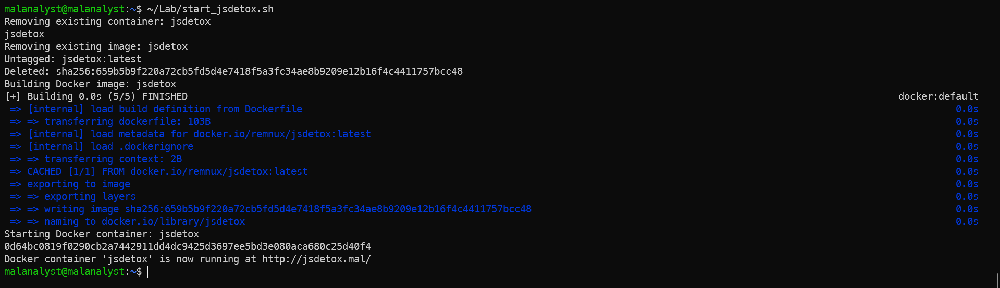 malanalyst@malanalyst:~$ ~/Lab/start_jsdetox.sh
Removing existing container: jsdetox
jsdetox
Removing existing image: jsdetox
Untagged: jsdetox:latest
Deleted: sha256:659b5b9f220a72cb5fd5d4e7418f5a3fc34ae8b9209e12b16f4c4411757bcc48
Building Docker image: jsdetox
[+] Building 0.0s (5/5) FINISHED docker:default
=> [internal] load build definition from Dockerfile 0.0s
=> => transferring dockerfile: 103B 0.0s
=> [internal] load metadata for docker.io/remnux/jsdetox:latest 0.0s
=> [internal] load .dockerignore 0.0s
=> => transferring context: 2B 0.0s
=> CACHED [1/1] FROM docker.io/remnux/jsdetox:latest 0.0s
=> exporting to image 0.0s
=> => exporting layers 0.0s
=> => writing image sha256:659b5b9f220a72cb5fd5d4e7418f5a3fc34ae8b9209e12b16f4c4411757bcc48 0.0s
=> => naming to docker.io/library/jsdetox 0.0s
Starting Docker container: jsdetox
0d64bc0819f0290cb2a7442911dd4dc9425d3697ee5bd3e080aca680c25d40f4
Docker container 'jsdetox' is now running at http://jsdetox.mal/
malanalyst@malanalyst:~$